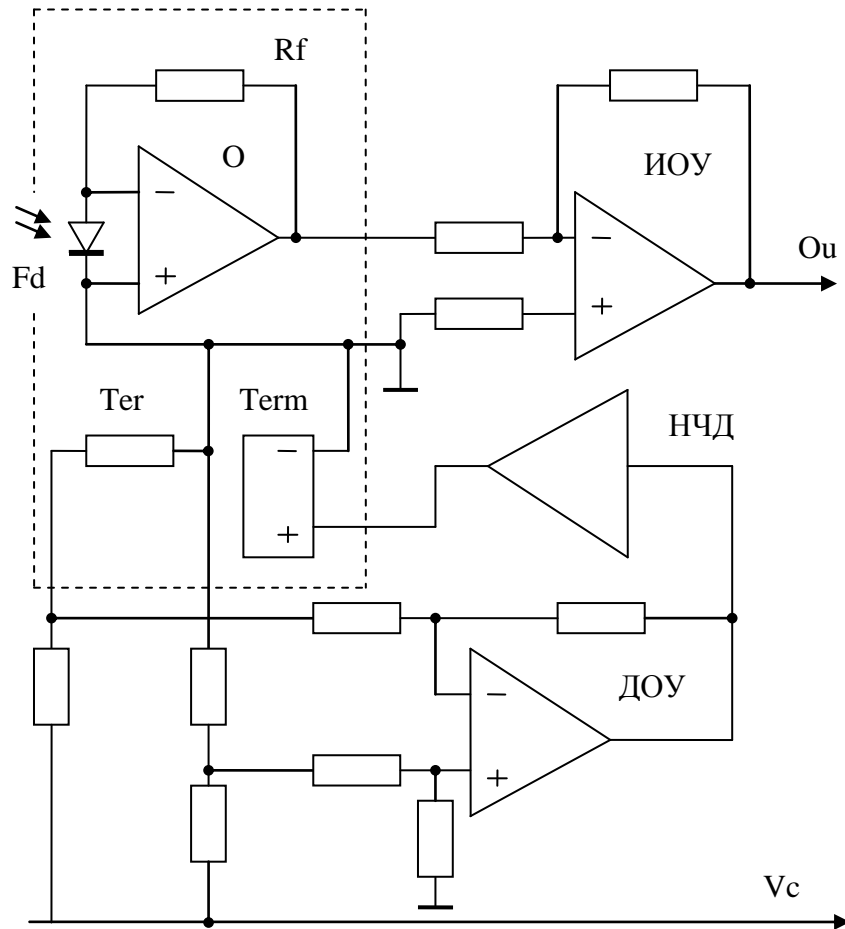 Rf
O
ИОУ
−
−
Ou
Fd
+
+
Ter
Term
НЧД
−
+
ДОУ
−
+
Vc